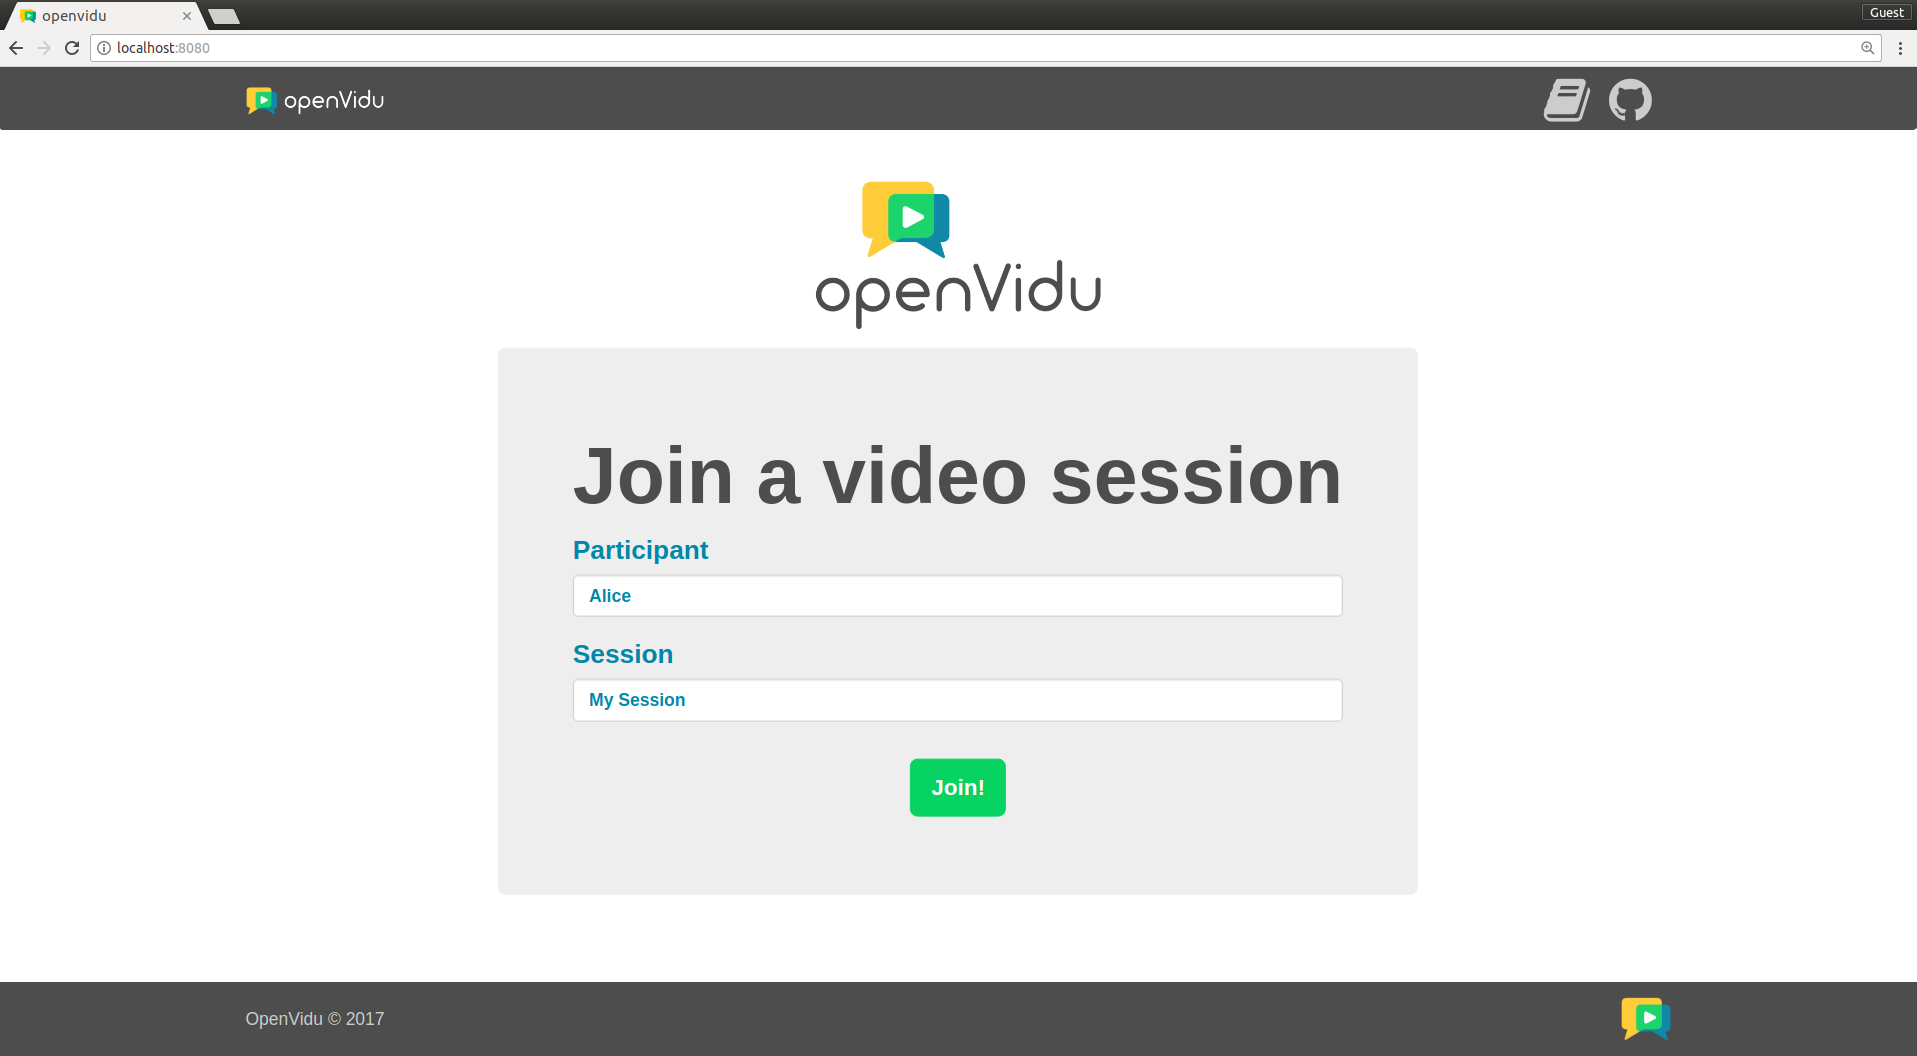 openvidu
Guest
localhost:8080
openVidu
openVidu
Join a video session
Participant
Alice
Session
My Session
Join!
OpenVidu © 2017